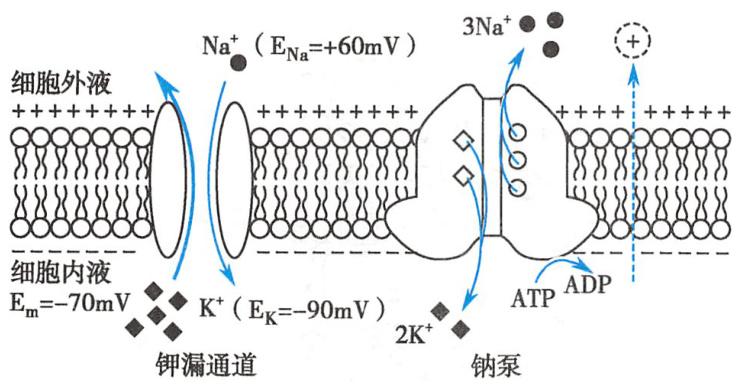 Na⁺ ( E_Na=+60mV )
3Na⁺
+
细胞外液
+++++++++
+++++++++
+++
+++++
细胞内液
E_m=-70mV
K⁺ ( E_K=-90mV )
ATP
ADP
2K⁺
钾漏通道
钠泵